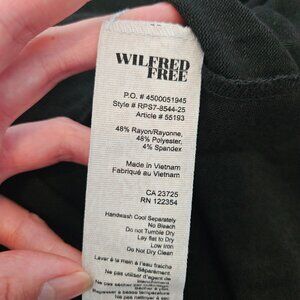 WILFRED
FREE
P.O. # 4500051945
Style # RPS7-8544-25
Article # 55193
48% Rayon/Rayonne,
48% Polyester,
4% Spandex
Made in Vietnam
Fabriqué au Vietnam
CA 23725
RN 122354
Handwash Cool Separately
No Bleach
Do not Tumble Dry
Lay flat to Dry
Low Iron
Do Not Dry Clean
Laver à la main à l'eau fraîche
Séparément
Ne pas utiliser d'agent de